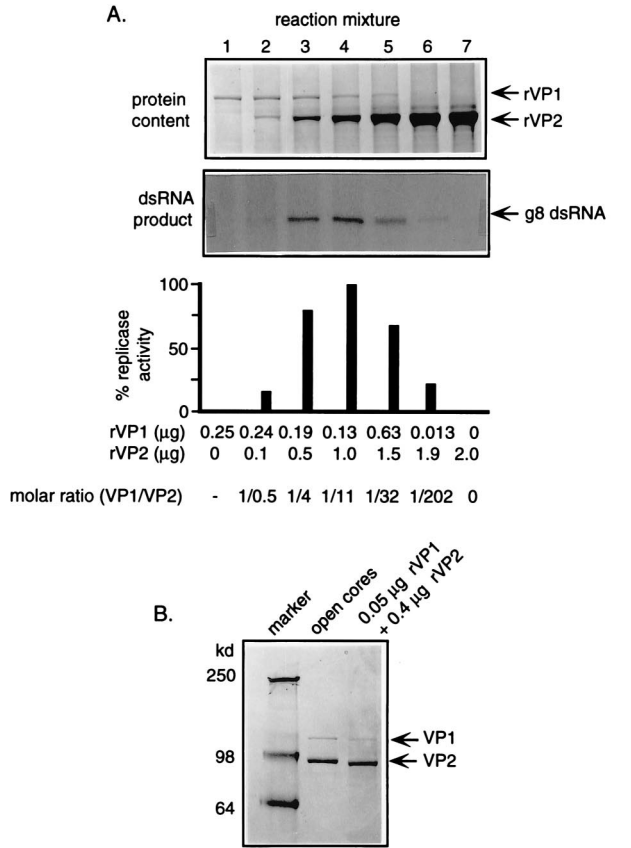 A.
reaction mixture
1 2 3 4 5 6 7
protein content
rVP1
rVP2
dsRNA product
g8 dsRNA
% replicase activity
100
50
0
rVP1 (µg) 0.25 0.24 0.19 0.13 0.63 0.013 0
rVP2 (µg) 0 0.1 0.5 1.0 1.5 1.9 2.0
molar ratio (VP1/VP2) - 1/0.5 1/4 1/11 1/32 1/202 0
B.
marker
open cores
0.05 µg rVP1
+ 0.4 µg rVP2
kd
250
98
64
VP1
VP2